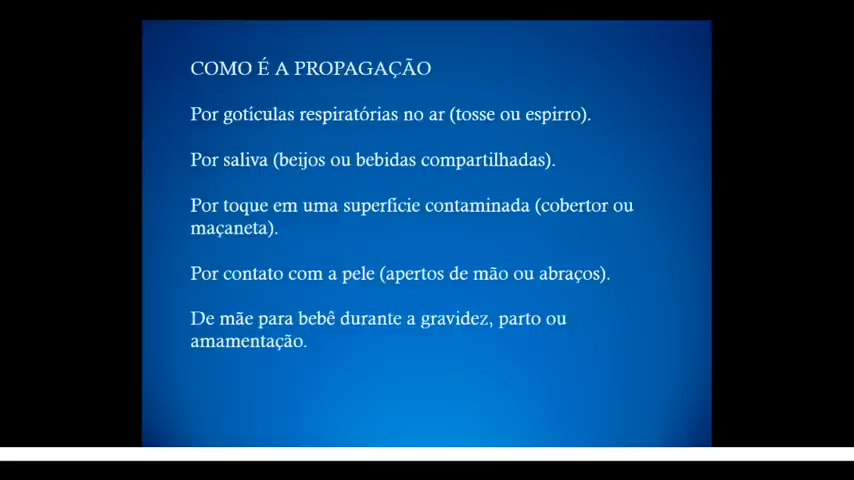 COMO É A PROPAGAÇÃO
Por gotículas respiratórias no ar (tosse ou espirro).
Por saliva (beijos ou bebidas compartilhadas).
Por toque em uma superfície contaminada (cobertor ou
maçaneta).
Por contato com a pele (apertos de mão ou abraços).
De mãe para bebê durante a gravidez, parto ou
amamentação.